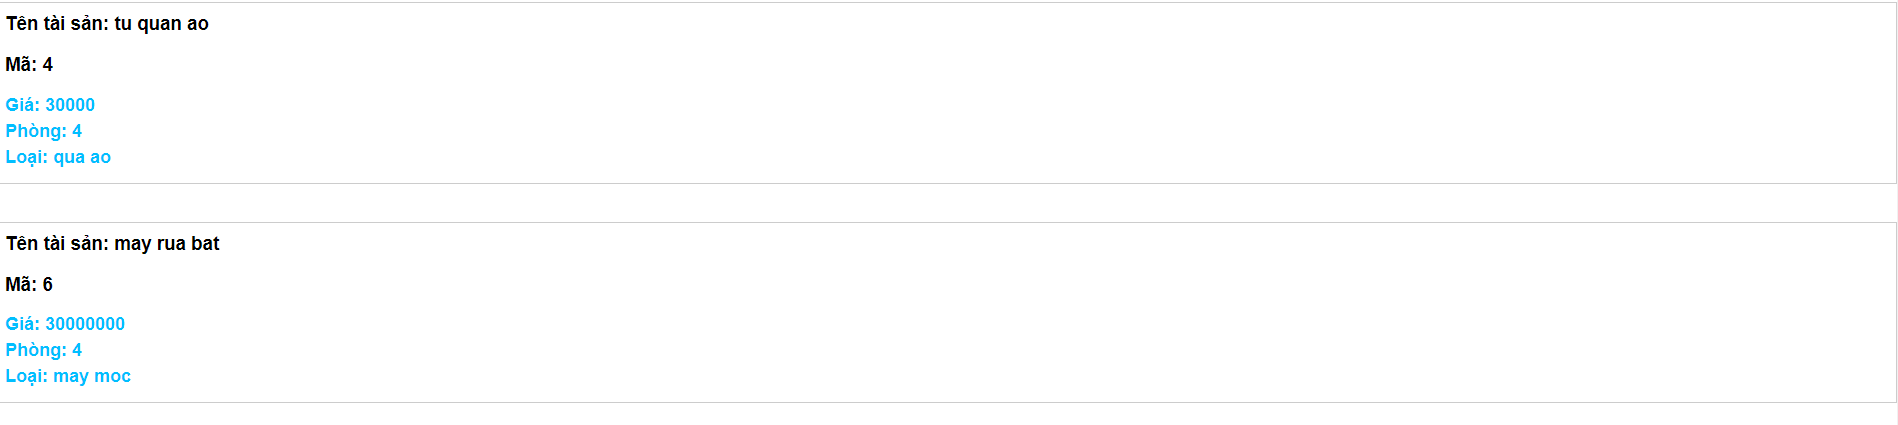 Tên tài sản: tu quan ao
Mã: 4
Giá: 30000
Phòng: 4
Loại: qua ao
Tên tài sản: may rua bat
Mã: 6
Giá: 30000000
Phòng: 4
Loại: may moc